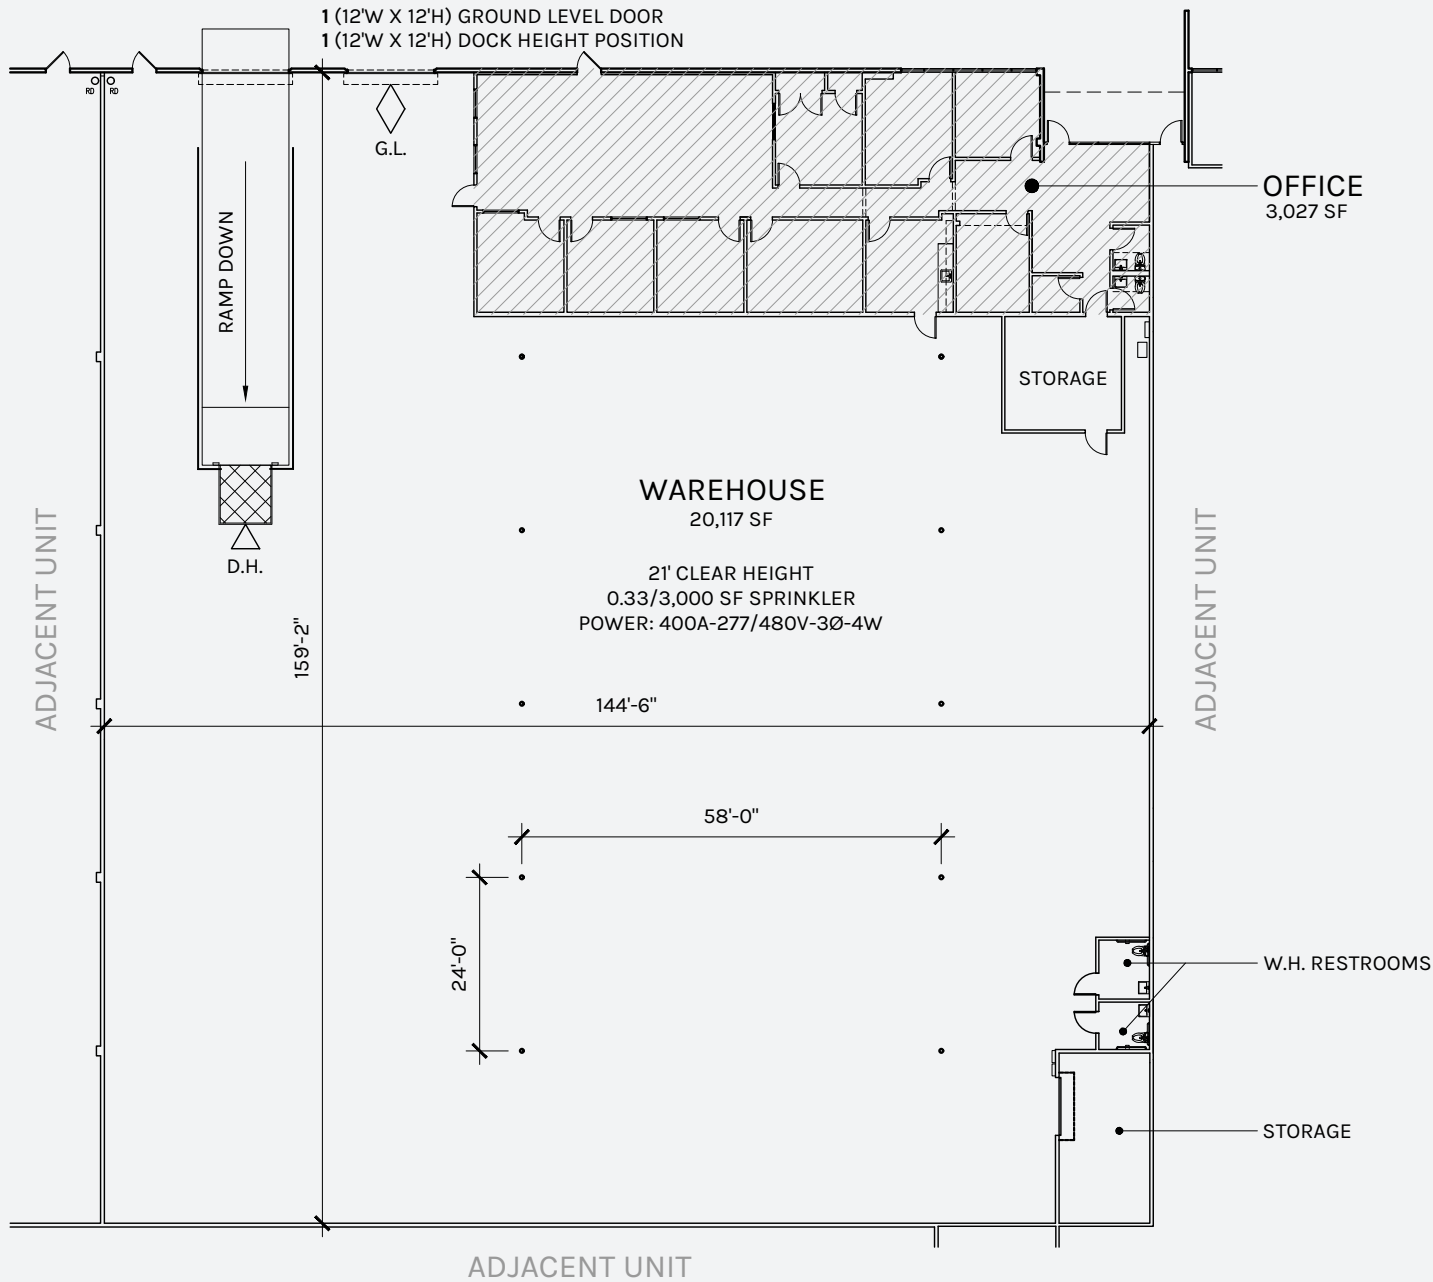 1 (12'W X 12'H) GROUND LEVEL DOOR
1 (12'W X 12'H) DOCK HEIGHT POSITION
RD RD
G.L.
OFFICE
3,027 SF
RAMP DOWN
STORAGE
WAREHOUSE
20,117 SF
21' CLEAR HEIGHT
0.33/3,000 SF SPRINKLER
POWER: 400A-277/480V-3Ø-4W
D.H.
ADJACENT UNIT
ADJACENT UNIT
159'-2"
144'-6"
58'-0"
24'-0"
W.H. RESTROOMS
STORAGE
ADJACENT UNIT